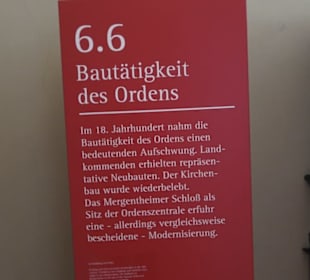 6.6
Bautätigkeit
des Ordens
Im 18. Jahrhundert nahm die
Bautätigkeit des Ordens einen
bedeutenden Aufschwung. Land-
kommenden erhielten repräsen-
tative Neubauten. Der Kirchen-
bau wurde wiederbelebt.
Das Mergentheimer Schloß als
Sitz der Ordenszentrale erfuhr
eine - allerdings vergleichsweise
bescheidene - Modernisierung.